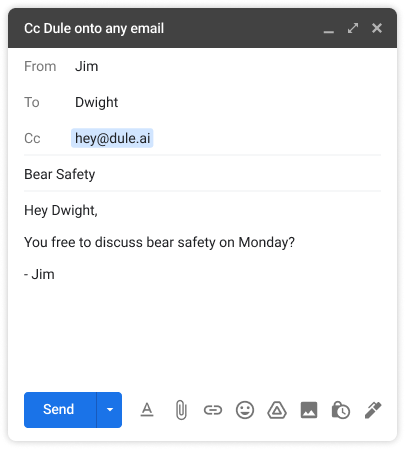 Cc Dule onto any email
From Jim
To Dwight
Cc hey@dule.ai
Bear Safety
Hey Dwight,
You free to discuss bear safety on Monday?
- Jim
Send